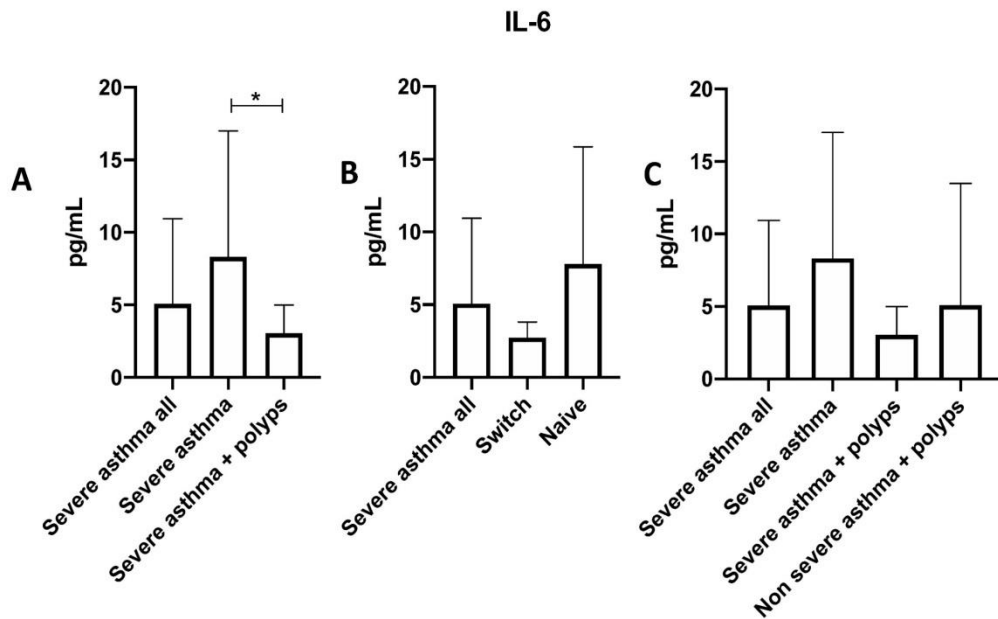 IL-6
A
pg/mL
20
15
10
5
0
*
Severe asthma all
Severe asthma
Severe asthma + polyps
B
pg/mL
20
15
10
5
0
Severe asthma all
Switch
Naive
C
pg/mL
20
15
10
5
0
Severe asthma all
Severe asthma
Severe asthma + polyps
Non severe asthma + polyps